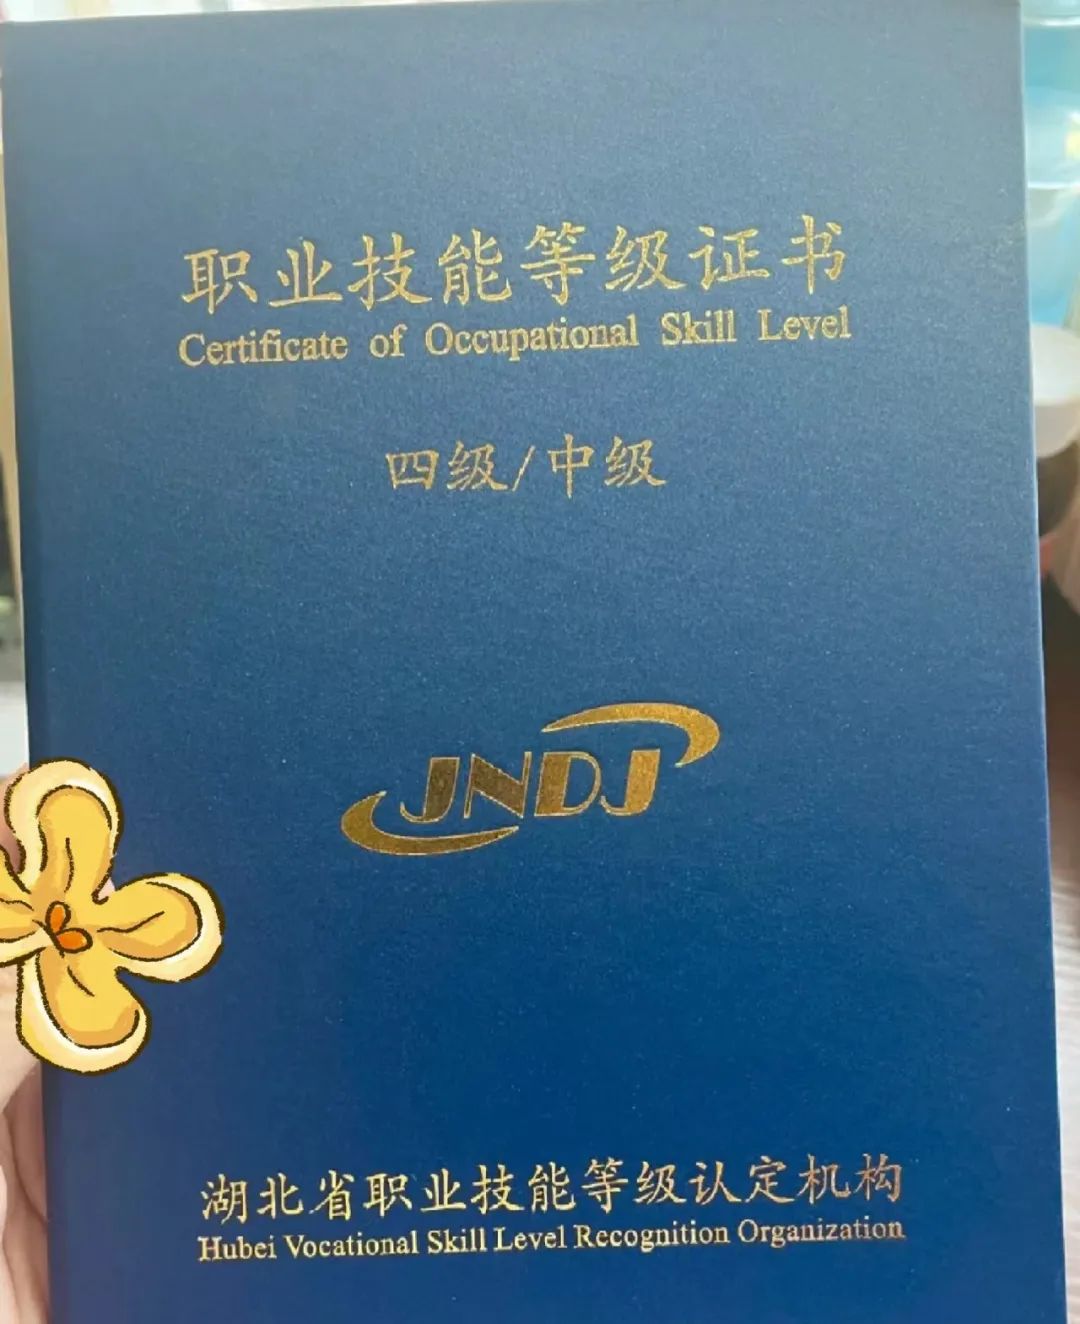 职业技能等级证书
Certificate of Occupational Skill Level
四级/中级
JNDJ
湖北省职业技能等级认定机构
Hubei Vocational Skill Level Recognition Organization